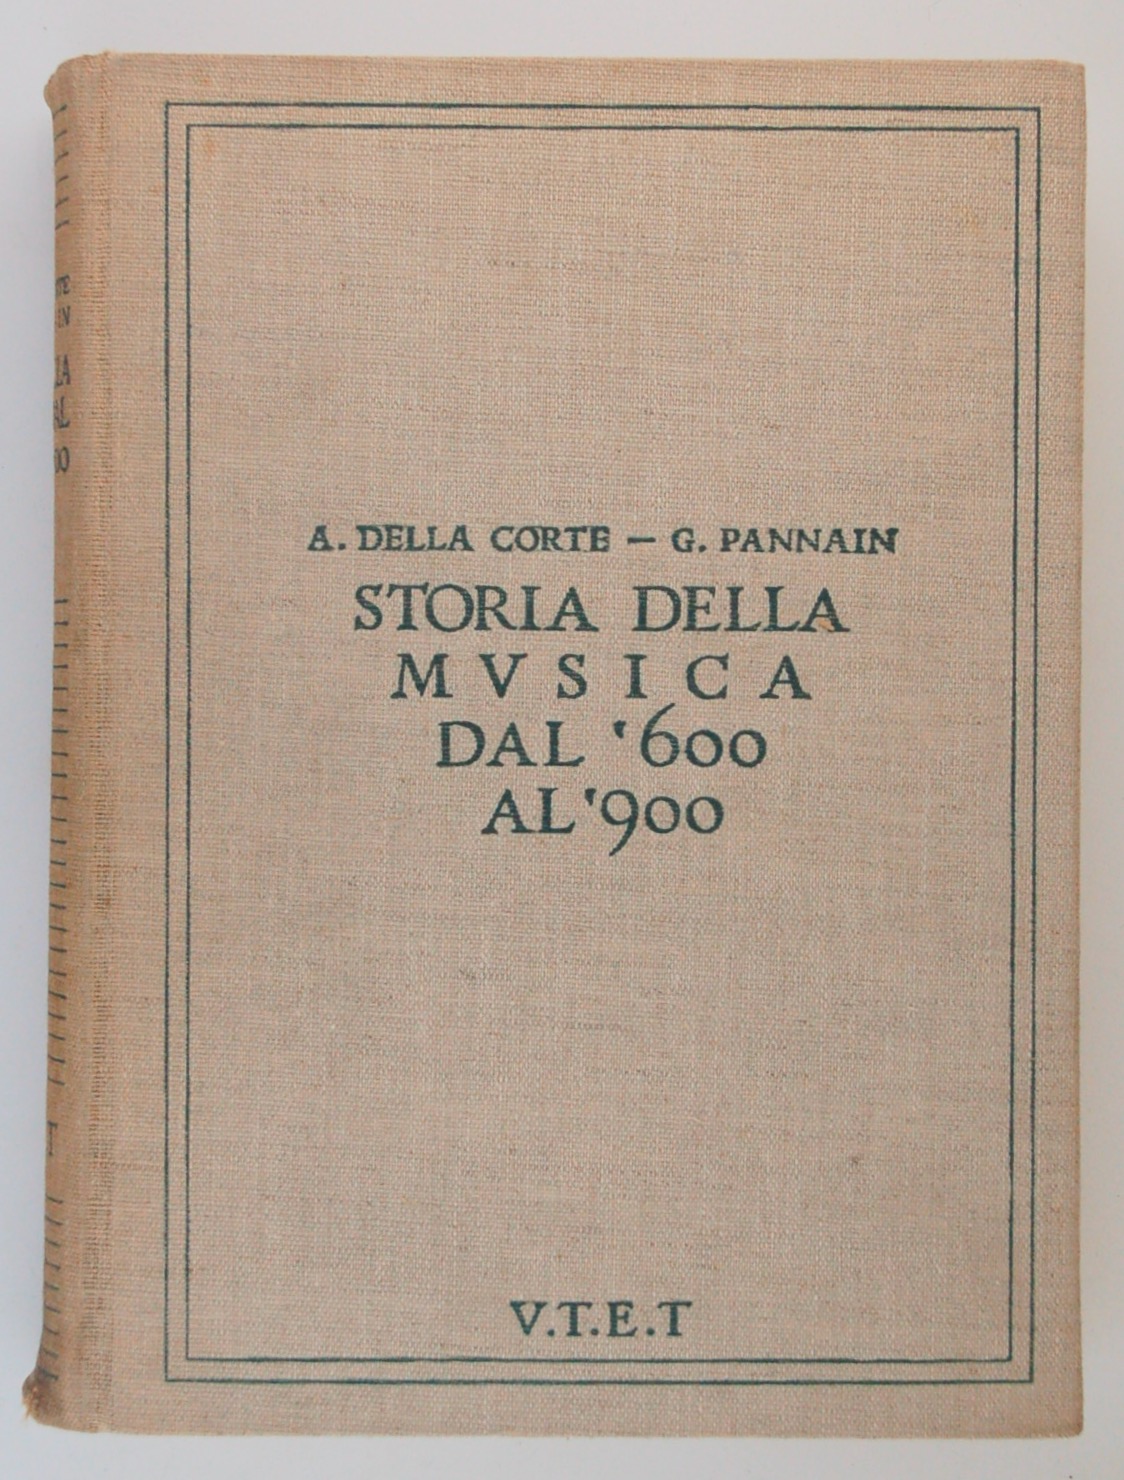 A. DELLA CORTE — G. PANNAIN
STORIA DELLA
MVSICA
DAL '600
AL '900
V.T.E.T